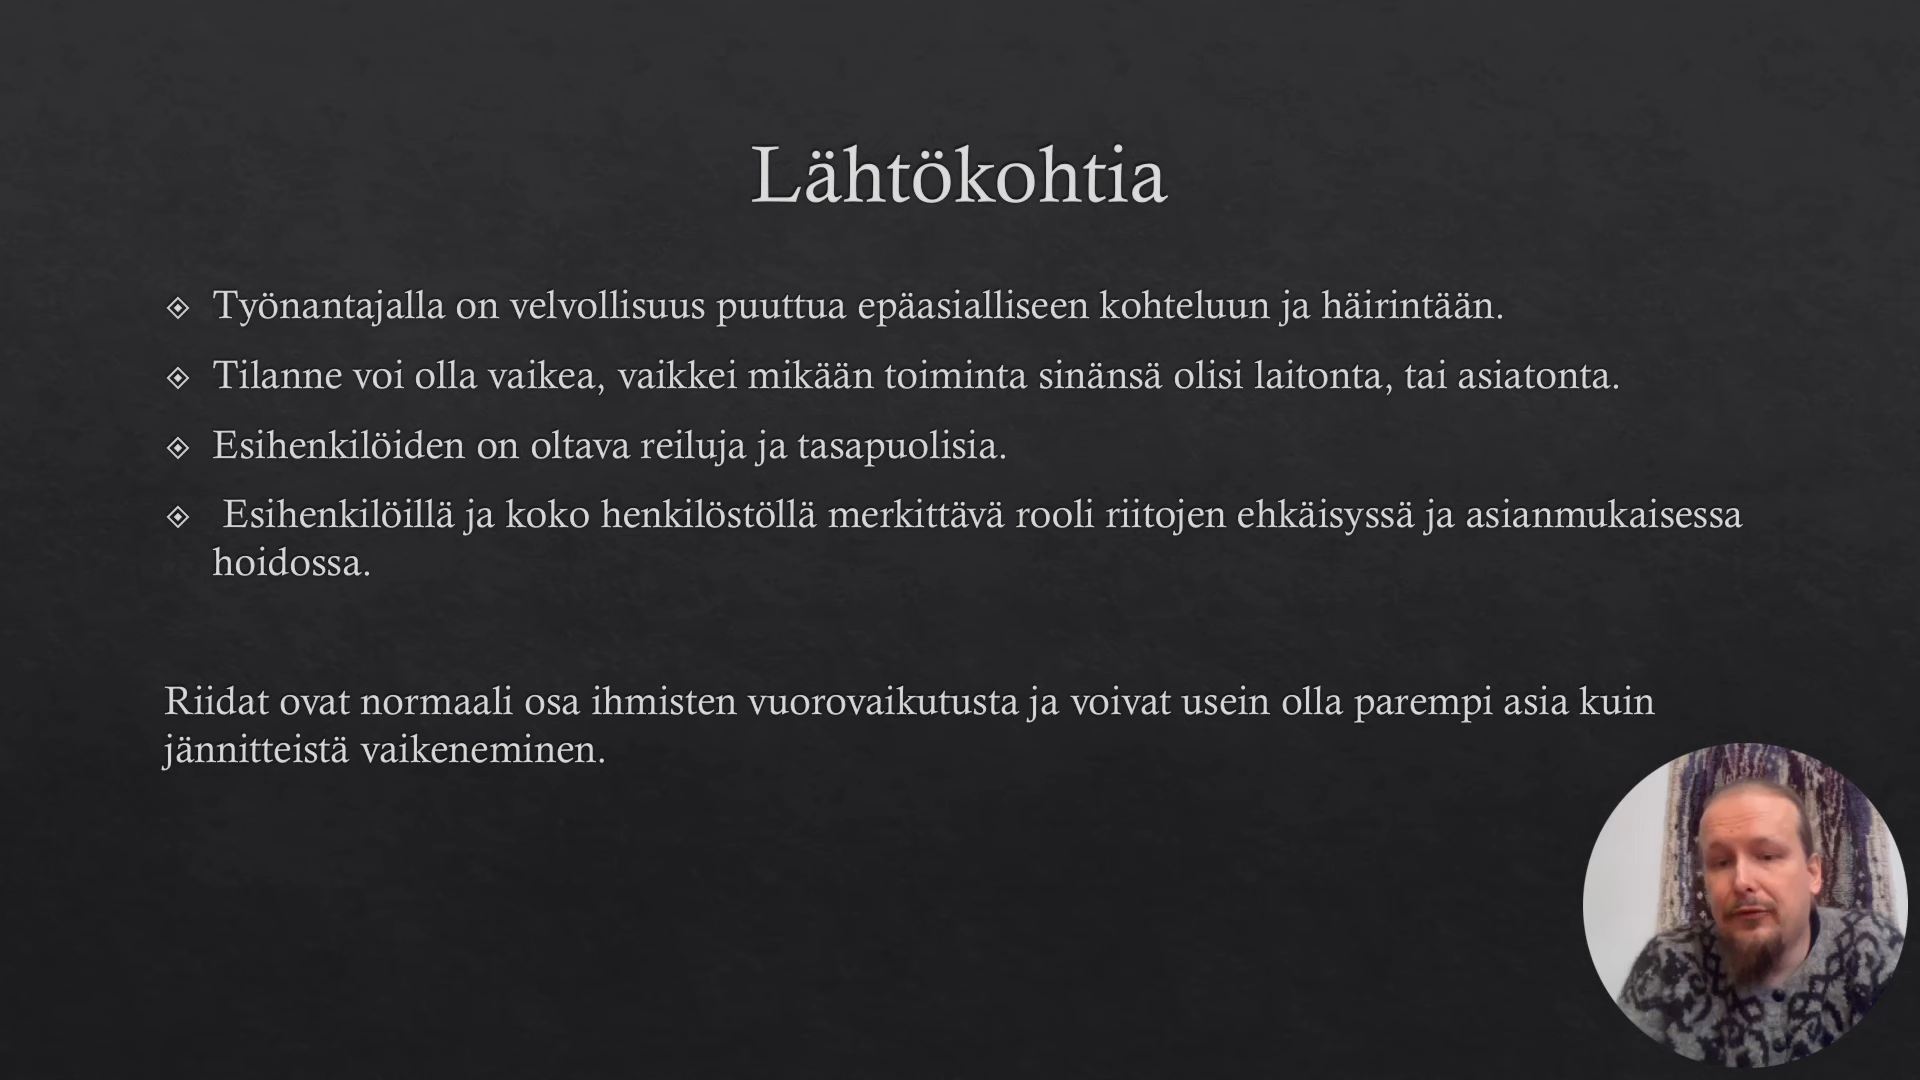 Lähtökohtia
Työnantajalla on velvollisuus puuttua epäasialliseen kohteluun ja häirintään.
Tilanne voi olla vaikea, vaikkei mikään toiminta sinänsä olisi laitonta, tai asiatonta.
Esihenkilöiden on oltava reiluja ja tasapuolisia.
Esihenkilöillä ja koko henkilöstöllä merkittävä rooli riitojen ehkäisyssä ja asianmukaisessa
hoidossa.
Riidat ovat normaali osa ihmisten vuorovaikutusta ja voivat usein olla parempi asia kuin
jännitteistä vaikeneminen.